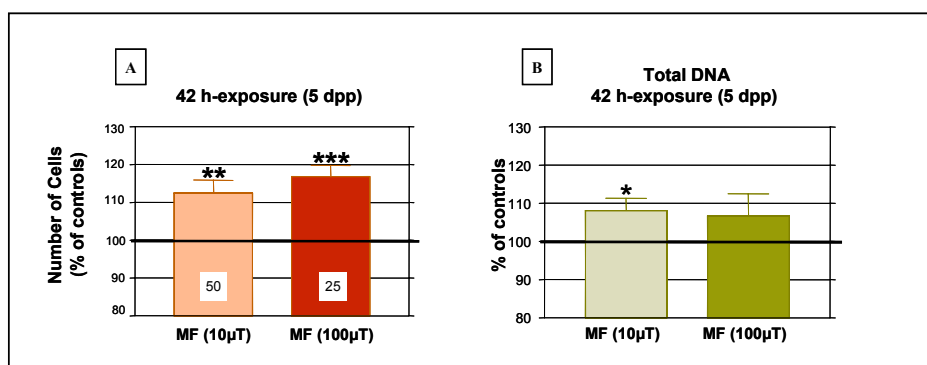 A
42 h-exposure (5 dpp)
Number of Cells
(% of controls)
130
120
110
100
90
80
**
***
50
25
MF (10µT)
MF (100µT)
B
Total DNA
42 h-exposure (5 dpp)
% of controls
130
120
110
100
90
80
*
MF (10µT)
MF (100µT)